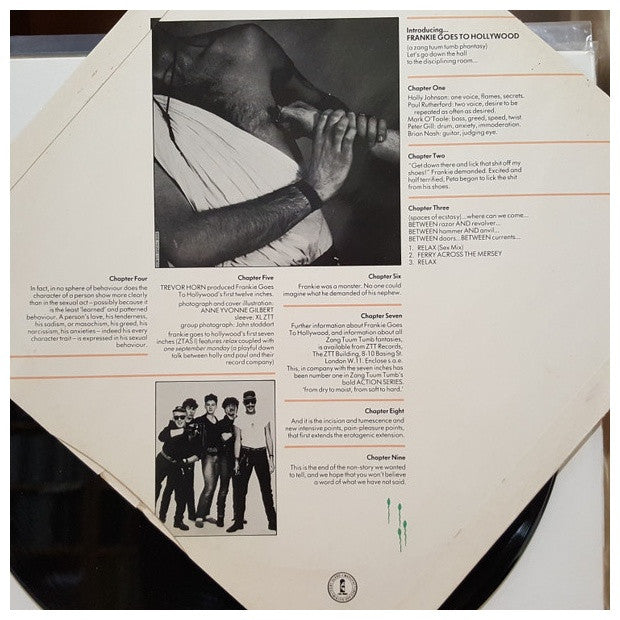 Introducing...
FRANKIE GOES TO HOLLYWOOD
(a zang tuum tumb phantasy)
Let's go down the hall
to the disciplining room...
Chapter One
Holly Johnson: one voice, flames, secrets.
Paul Rutherford: two voice, desire to be
repeated as often as desired.
Mark O'Toole: bass, greed, speed, twist
Peter Gill: drum, anxiety, immoderation.
Brian Nash: guitar, judging eye.
Chapter Two
"Get down there and lick that shit off my
shoes!" Frankie demanded. Excited and
half terrified, Peta began to lick the shit
from his shoes.
Chapter Three
(spaces of ecstasy)...where can we come...
BETWEEN razor AND revolver...
BETWEEN hammer AND anvil...
BETWEEN doors...BETWEEN currents...
1. RELAX (Sex Mix)
2. FERRY ACROSS THE MERSEY
3. RELAX
Chapter Four
In fact, in no sphere of behaviour does the
character of a person show more clearly
than in the sexual act – possibly because it
is the least 'learned' and patterned
behaviour. A person's love, his tenderness,
his sadism, or masochism, his greed, his
narcissism, his anxieties – indeed his every
character trait – is expressed in his sexual
behaviour.
Chapter Five
TREVOR HORN produced Frankie Goes
To Hollywood's first twelve inches.
photograph and cover illustration:
ANNE YVONNE GILBERT
sleeve: XL ZTT
group photograph: John stoddart
frankie goes to hollywood's first seven
inches (ZTAS I) features relax coupled with
one september monday (a playful down
talk between holly and paul and their
record company)
Chapter Six
Frankie was a monster. No one could
imagine what he demanded of his nephew.
Chapter Seven
Further information about Frankie Goes
To Hollywood, and information about all
Zang Tuum Tumb fantasies,
is available from ZTT Records,
The ZTT Building, 8-10 Basing St.
London W.11. Enclose s.a.e.
This, in company with the seven inches has
been number one in Zang Tuum Tumb's
bold ACTION SERIES.
'from dry to moist, from soft to hard.'
Chapter Eight
And it is the incision and tumescence and
new intensive points, pain-pleasure points,
that first extends the erotogenic extension.
Chapter Nine
This is the end of the non-story we wanted
to tell, and we hope that you won't believe
a word of what we have not said.